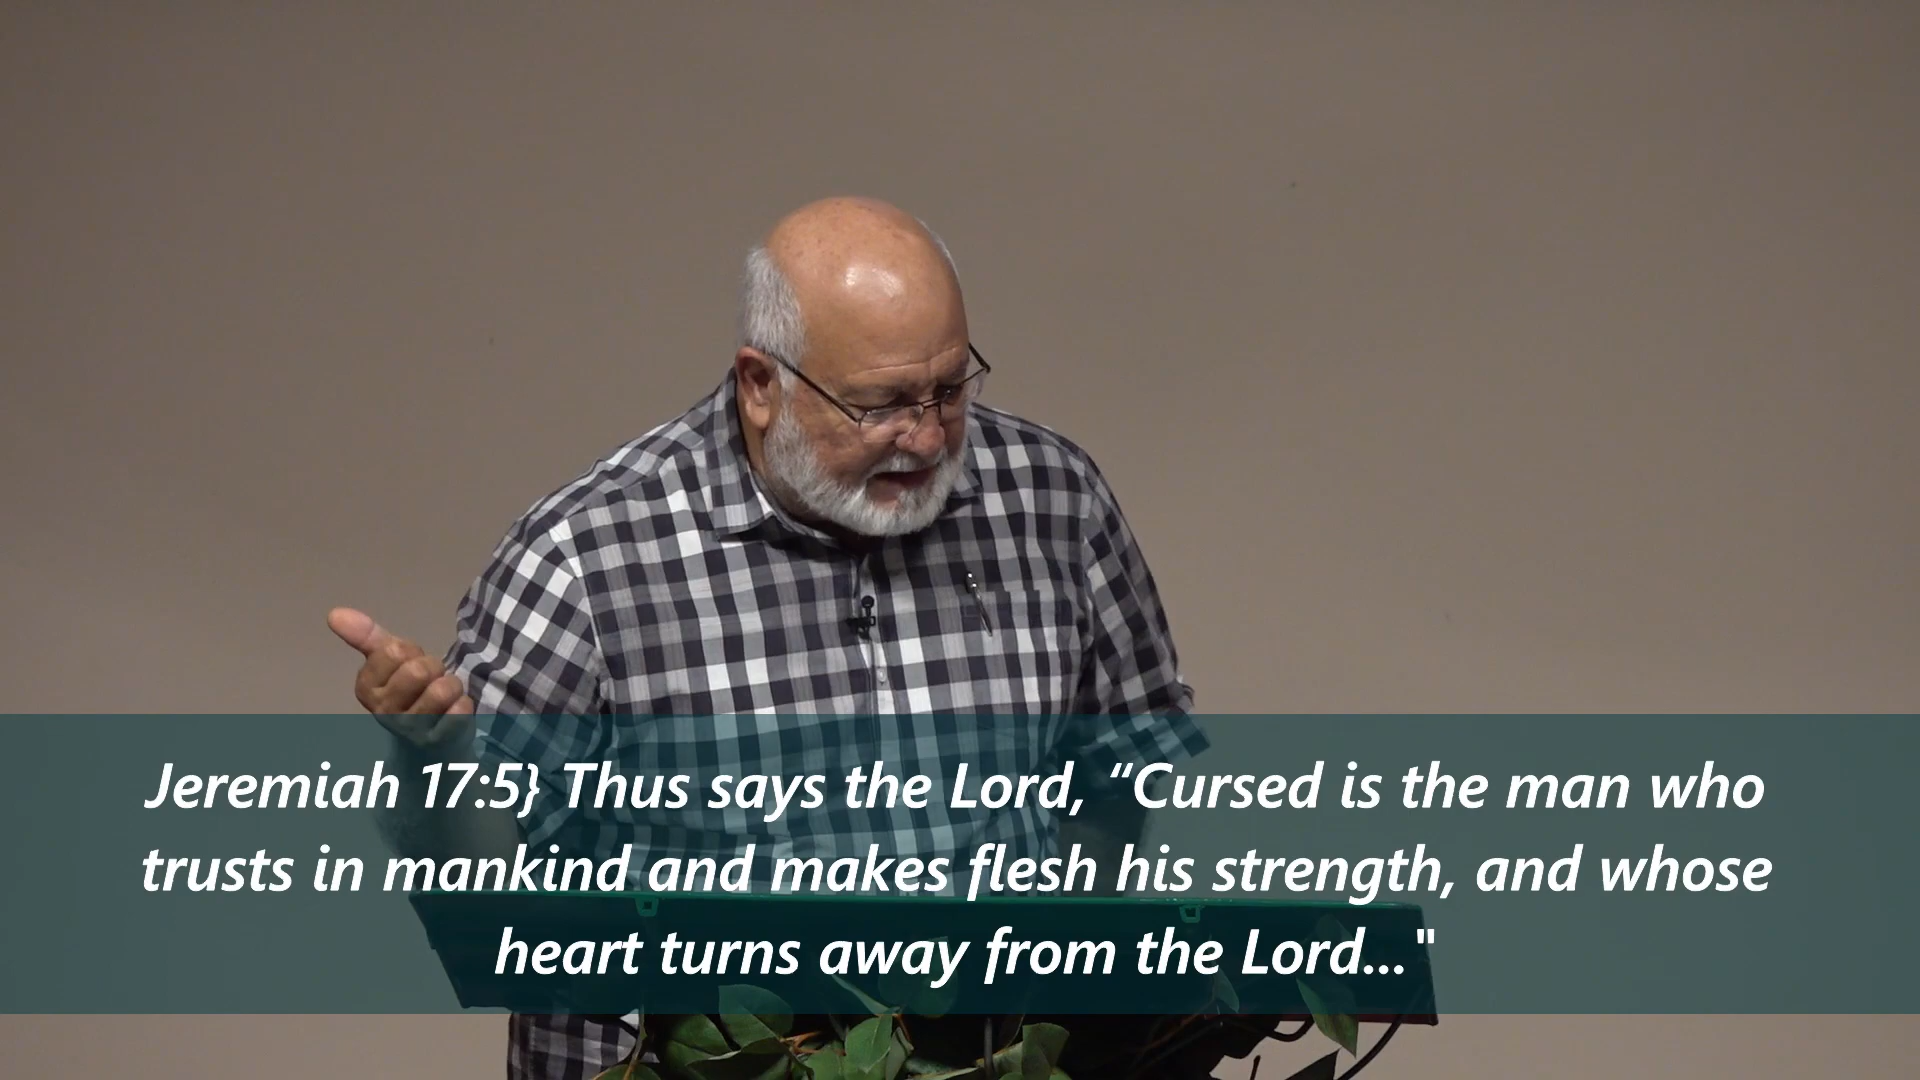 Jeremiah 17:5} Thus says the Lord, “Cursed is the man who
trusts in mankind and makes flesh his strength, and whose
heart turns away from the Lord..."